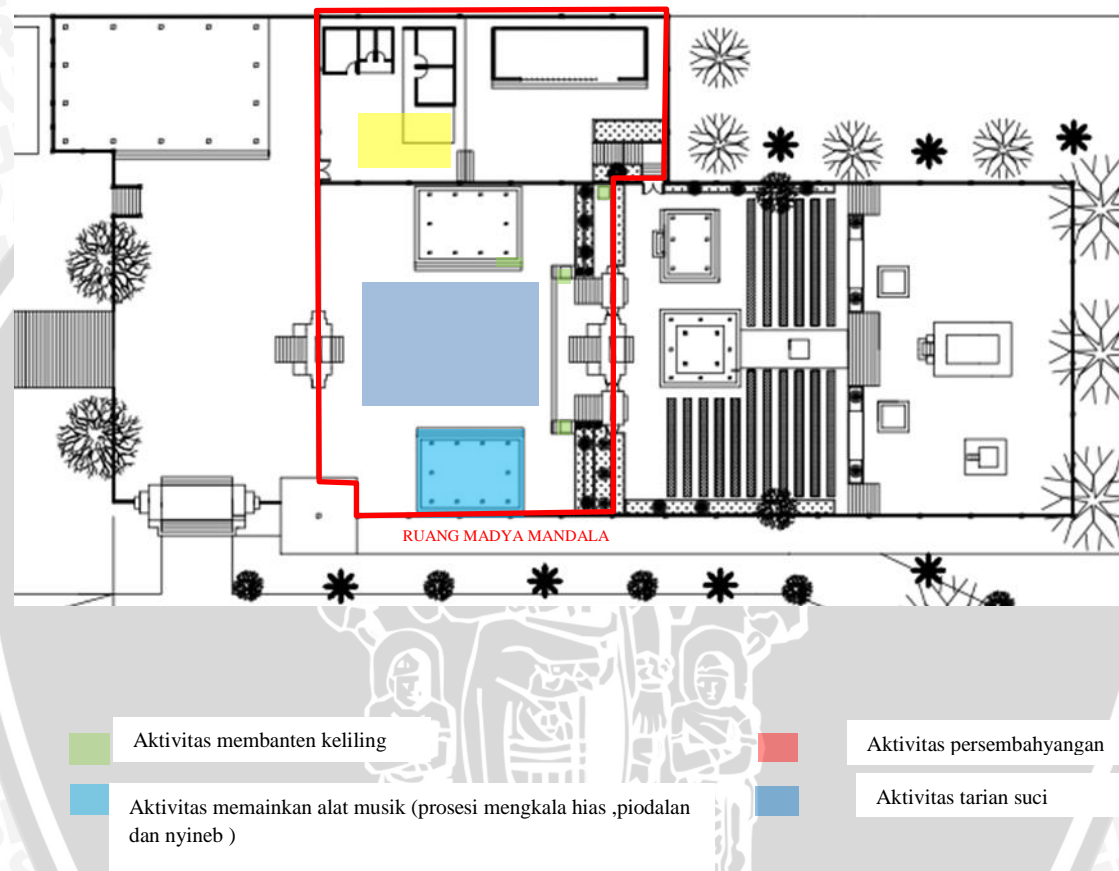 RUANG MADYA MANDALA
Aktivitas membanten keliling
Aktivitas memainkan alat musik (prosesi mengkala hias ,piodalan
dan nyineb )
Aktivitas persembahyangan
Aktivitas tarian suci